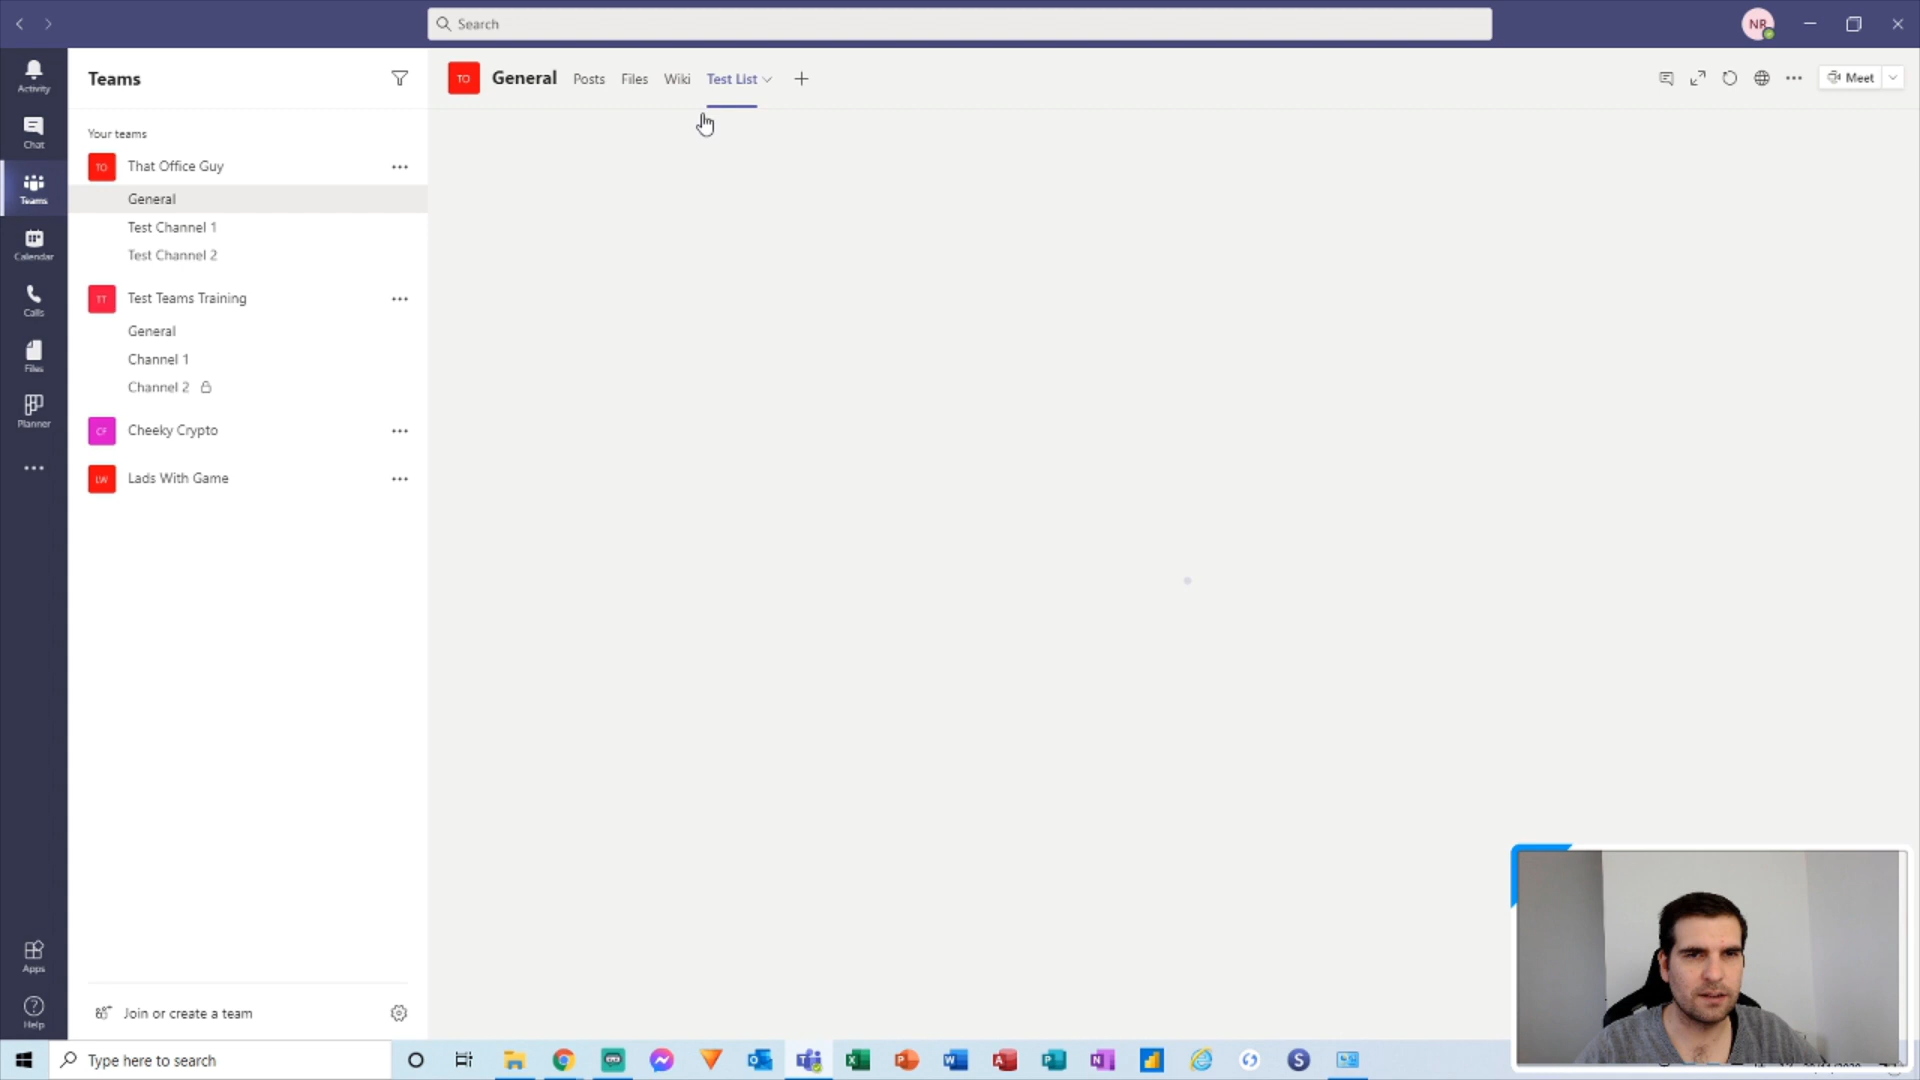 Search
NR
Activity
Chat
Teams
Calendar
Calls
Files
Planner
Apps
Help
Teams
Your teams
TO That Office Guy
General
Test Channel 1
Test Channel 2
TT Test Teams Training
General
Channel 1
Channel 2
Cheeky Crypto
LW Lads With Game
Join or create a team
TO General Posts Files Wiki Test List
Meet
Type here to search